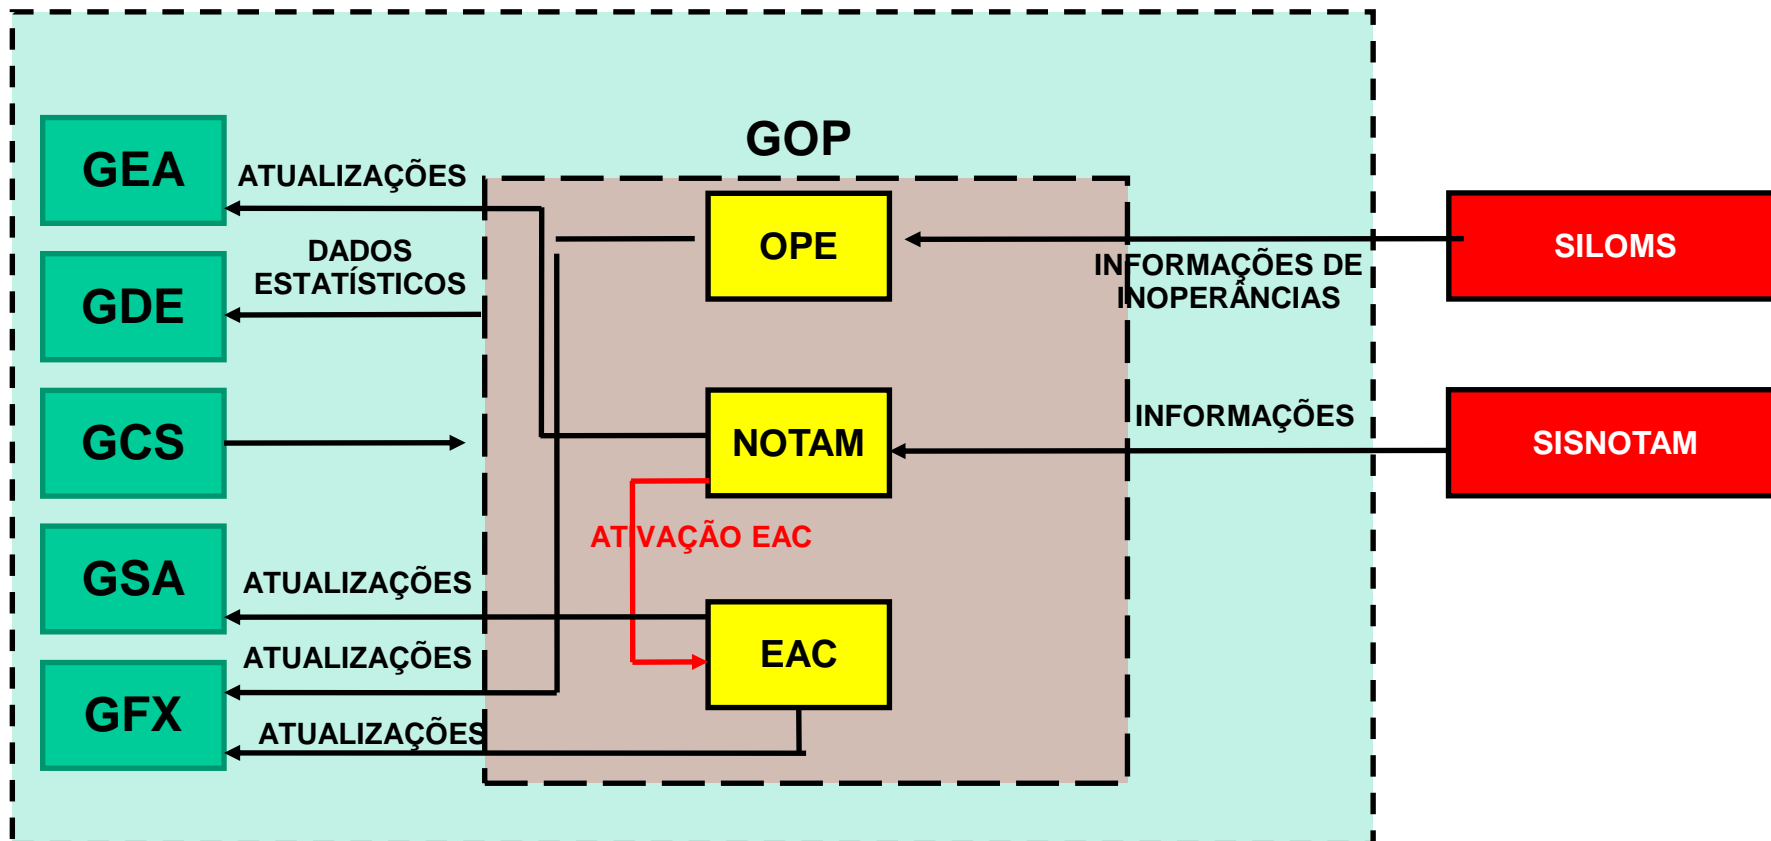 GOP
GEA
ATUALIZAÇÕES
OPE
SILOMS
DADOS
ESTATÍSTICOS
INFORMAÇÕES DE
INOPERÂNCIAS
GDE
INFORMAÇÕES
GCS
NOTAM
SISNOTAM
ATIVAÇÃO EAC
GSA
ATUALIZAÇÕES
EAC
ATUALIZAÇÕES
GFX
ATUALIZAÇÕES